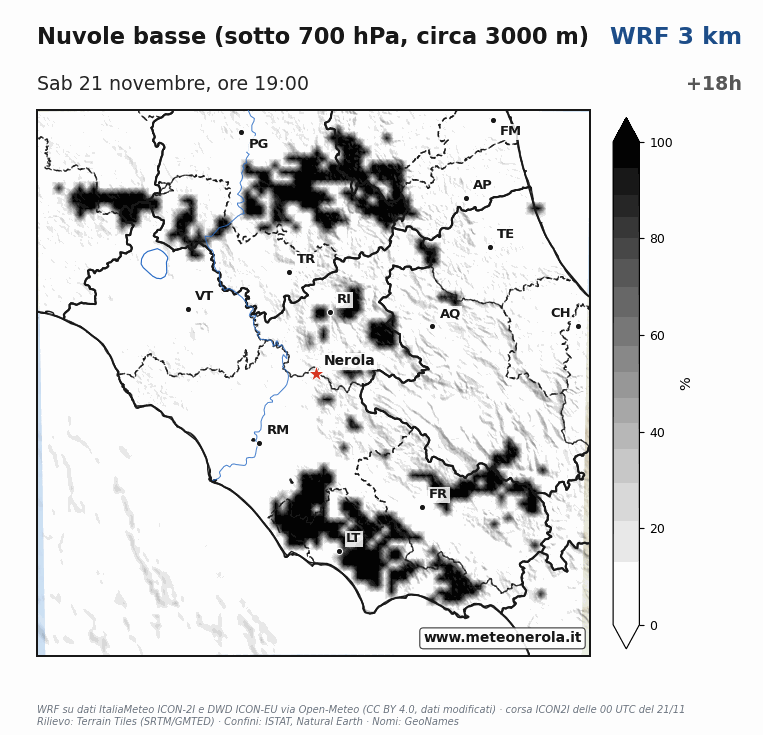 Nuvole basse (sotto 700 hPa, circa 3000 m) WRF 3 km
Sab 21 novembre, ore 19:00 +18h
FM
PG
100
AP
TE
80
TR
VT
RI
AQ
CH
60
Nerola
%
RM
40
FR
LT
20
www.meteonerola.it
0
WRF su dati ItaliaMeteo ICON-2I e DWD ICON-EU via Open-Meteo (CC BY 4.0, dati modificati) · corsa ICON2I delle 00 UTC del 21/11
Rilievo: Terrain Tiles (SRTM/GMTED) · Confini: ISTAT, Natural Earth · Nomi: GeoNames